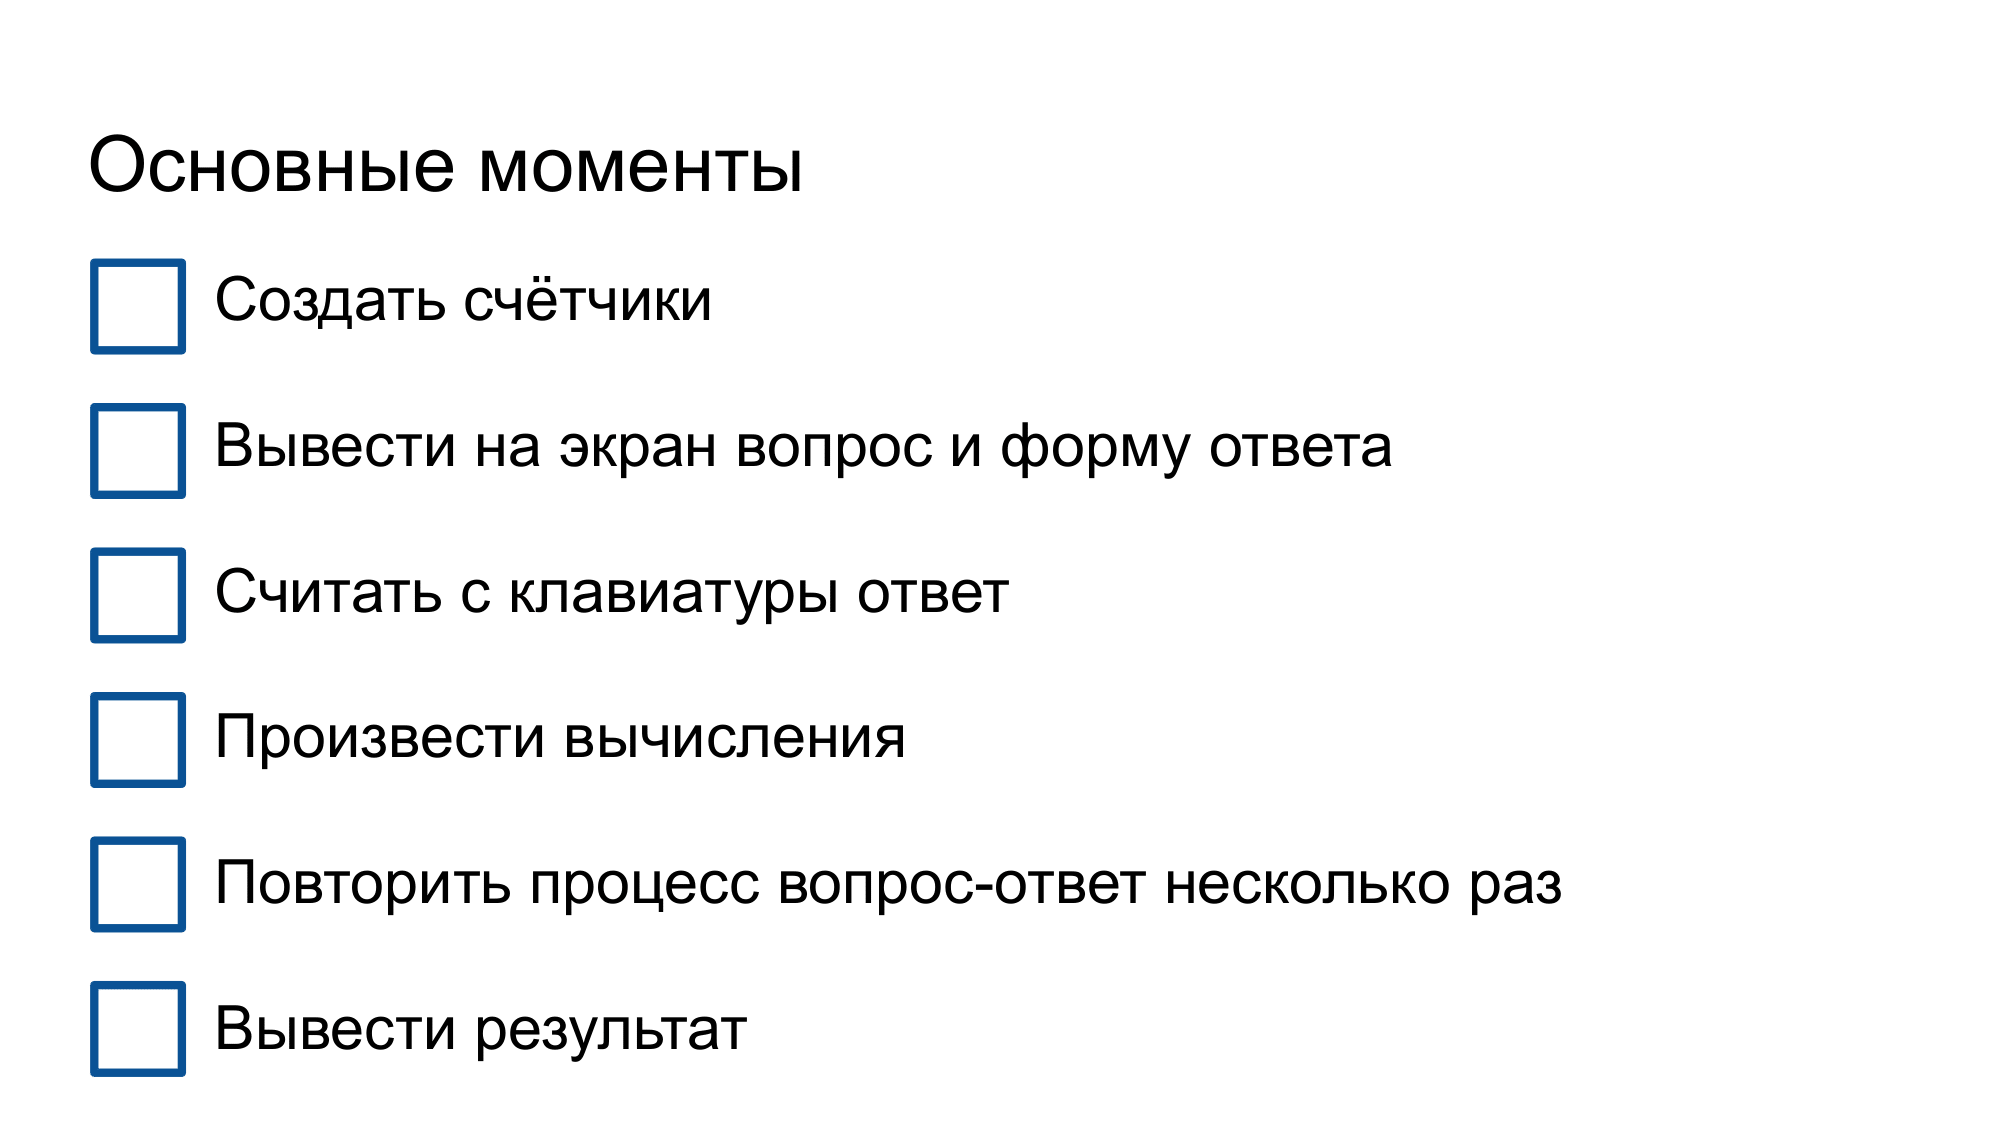 Основные моменты
Создать счётчики
Вывести на экран вопрос и форму ответа
Считать с клавиатуры ответ
Произвести вычисления
Повторить процесс вопрос-ответ несколько раз
Вывести результат